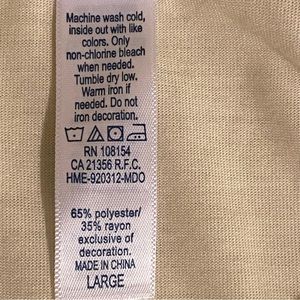 Machine wash cold,
inside out with like
colors. Only
non-chlorine bleach
when needed.
Tumble dry low.
Warm iron if
needed. Do not
iron decoration.
RN 108154
CA 21356 R.F.C.
HME-920312-MDO
65% polyester/
35% rayon
exclusive of
decoration.
MADE IN CHINA
LARGE